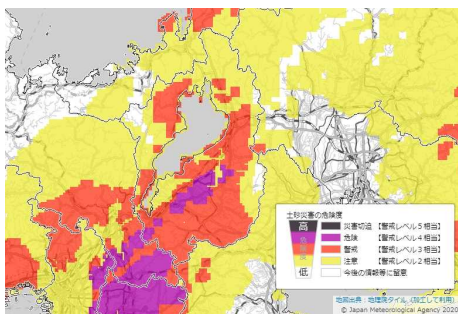 土砂災害の危険度
高
災害切迫 【警戒レベル5相当】
危険 【警戒レベル4相当】
警戒 【警戒レベル3相当】
注意 【警戒レベル2相当】
低
今後の情報等に留意
地図出典：地理院タイル（加工して利用）
© Japan Meteorological Agency 2020